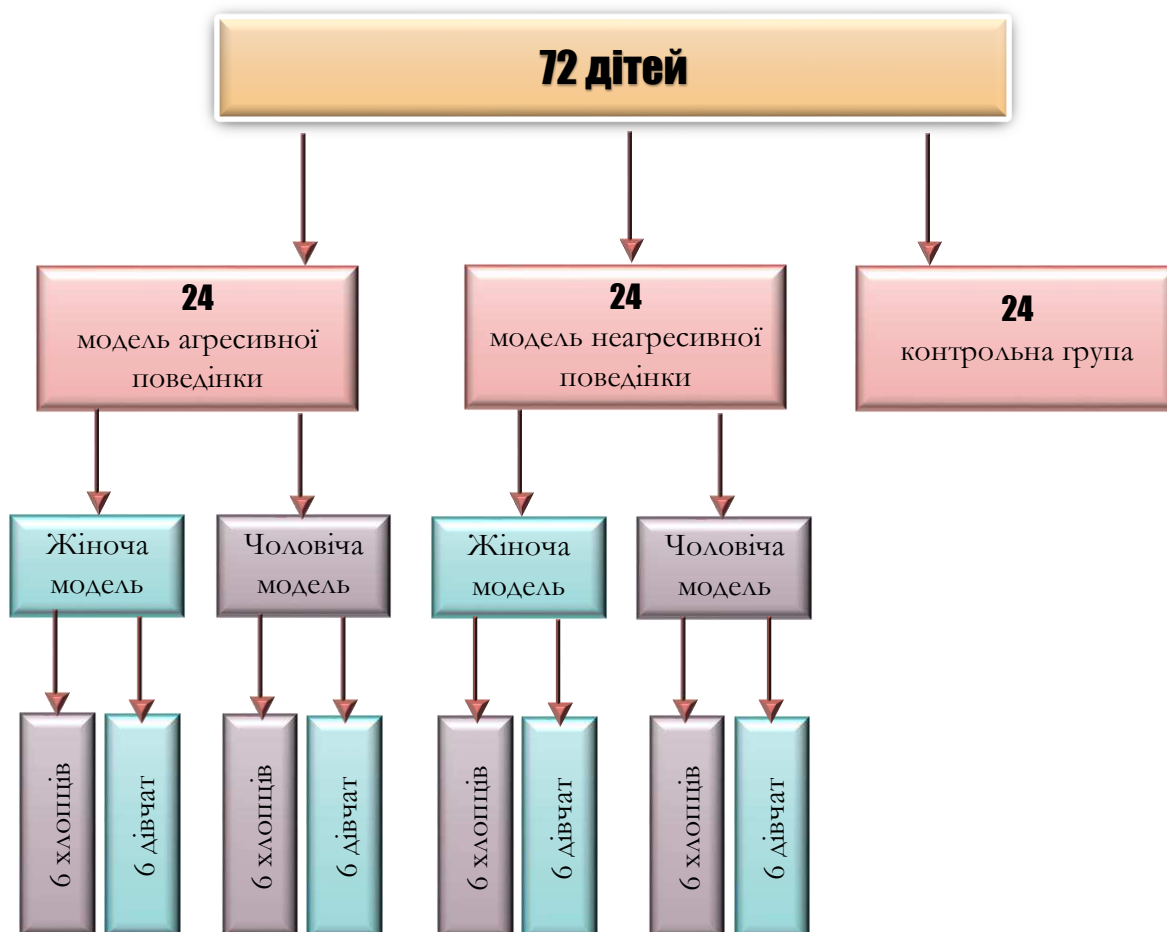 72 дітей
24
модель агресивної
поведінки
24
модель неагресивної
поведінки
24
контрольна група
Жіноча
модель
Чоловіча
модель
Жіноча
модель
Чоловіча
модель
6 хлопців
6 дівчат
6 хлопців
6 дівчат
6 хлопців
6 дівчат
6 хлопців
6 дівчат